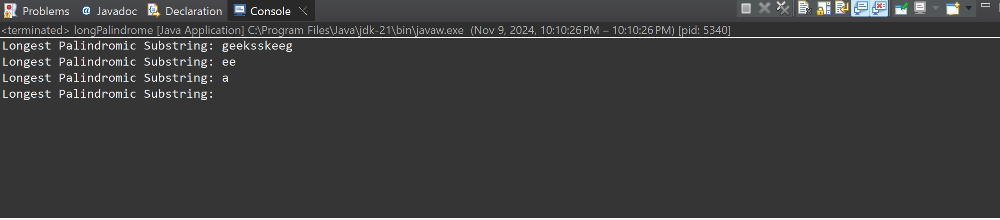 Problems @ Javadoc Declaration Console
<terminated> longPalindrome [Java Application] C:\Program Files\Java\jdk-21\bin\javaw.exe (Nov 9, 2024, 10:10:26 PM – 10:10:26 PM) [pid: 5340]
Longest Palindromic Substring: geeksskeeg
Longest Palindromic Substring: ee
Longest Palindromic Substring: a
Longest Palindromic Substring: